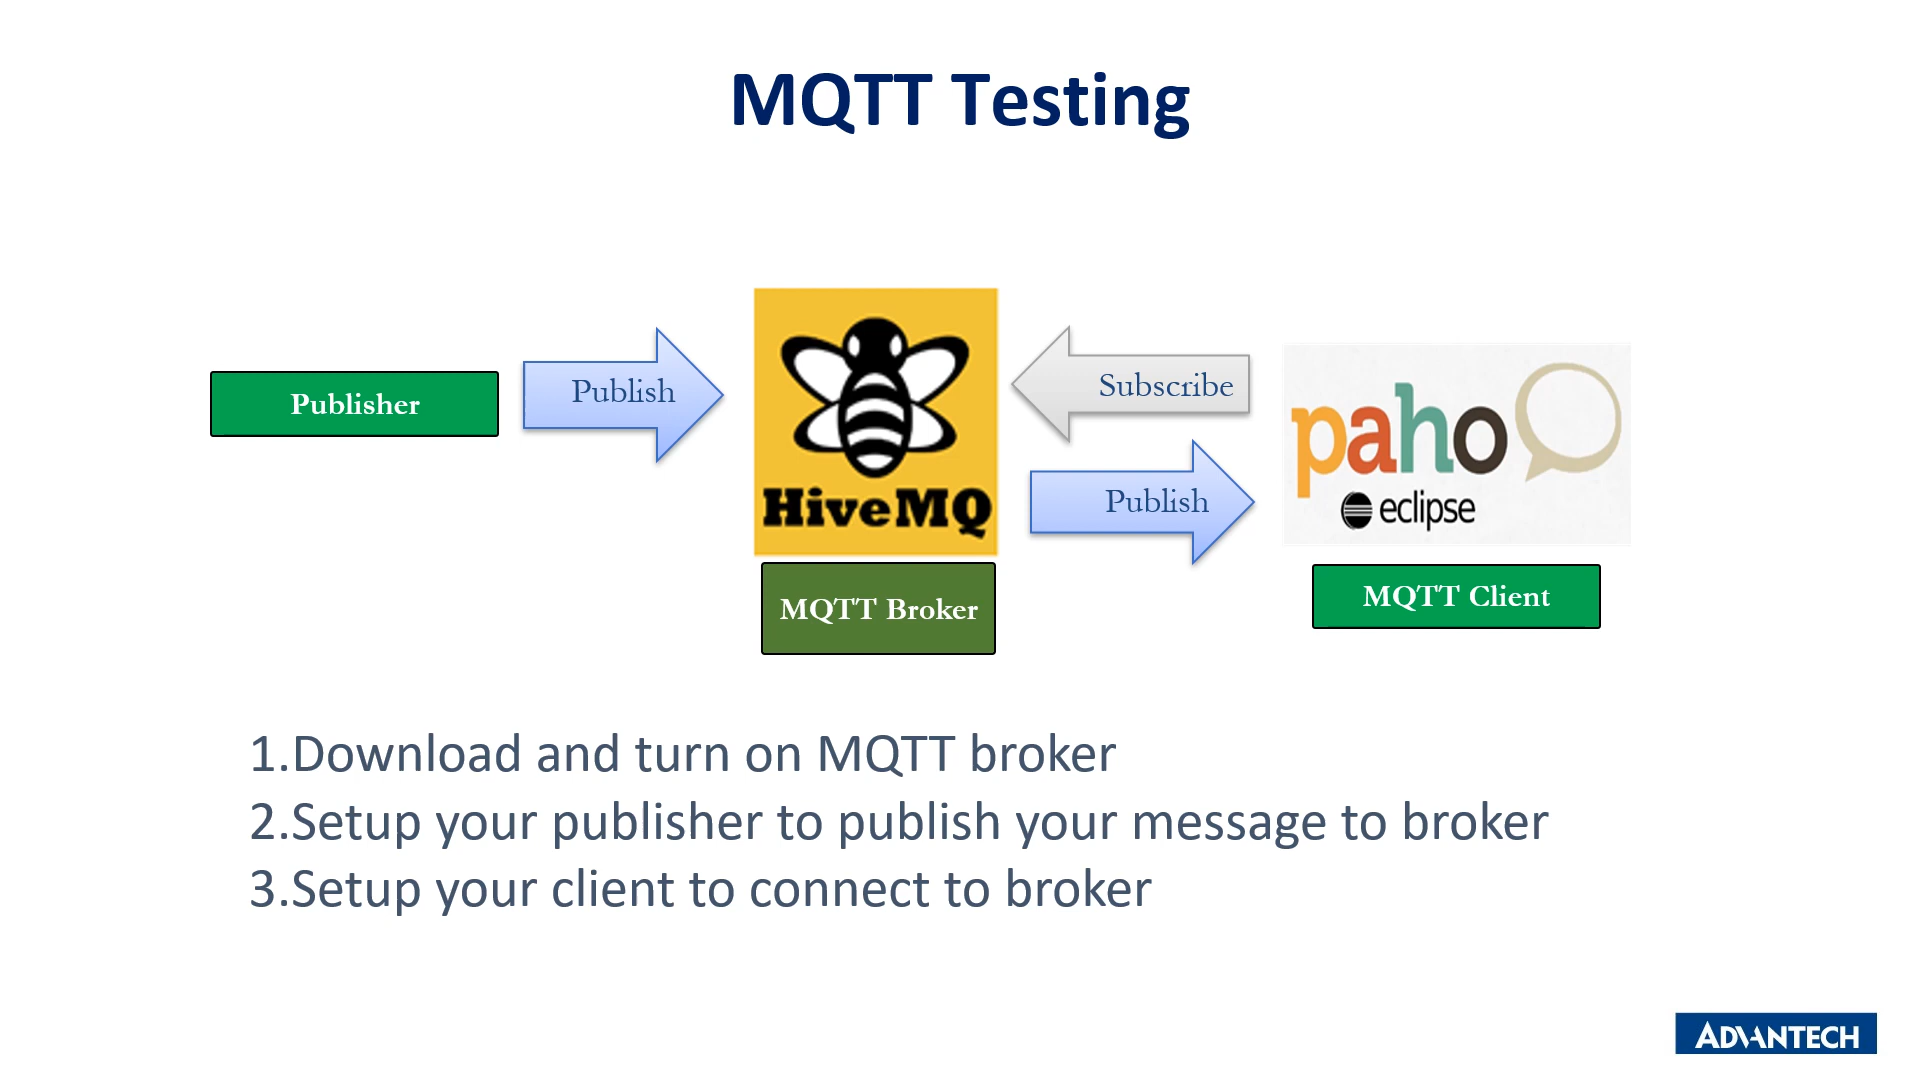 MQTT Testing
Publisher
Publish
HiveMQ
MQTT Broker
Subscribe
Publish
paho
eclipse
MQTT Client
1.Download and turn on MQTT broker
2.Setup your publisher to publish your message to broker
3.Setup your client to connect to broker
ADVANTECH